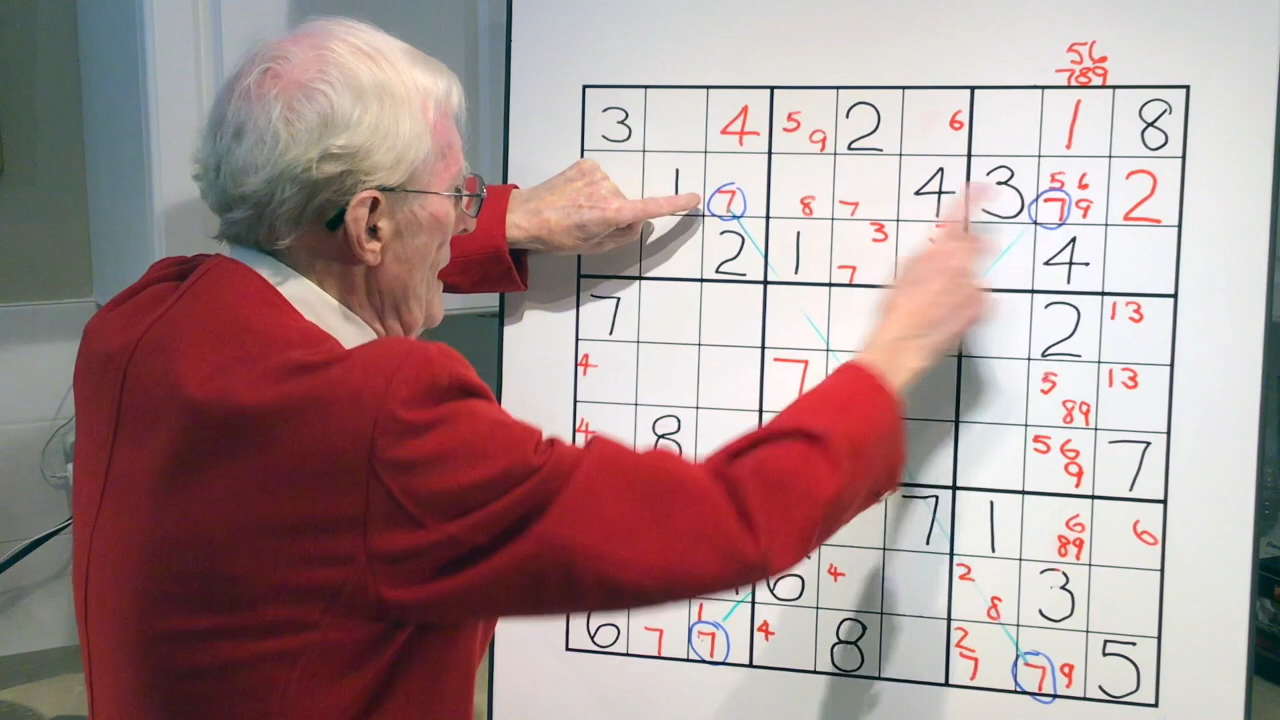 56
789
3 4 5 9 2 6 1 8
1 7 8 7 4 3 5 6 7 9 2
2 1 3 7 4
7 2 13
4 7 5 89 13
4 8 56 9 7
7 1 6 89 6
6 4 2 8 3
6 7 1 7 4 8 2 7 7 9 5